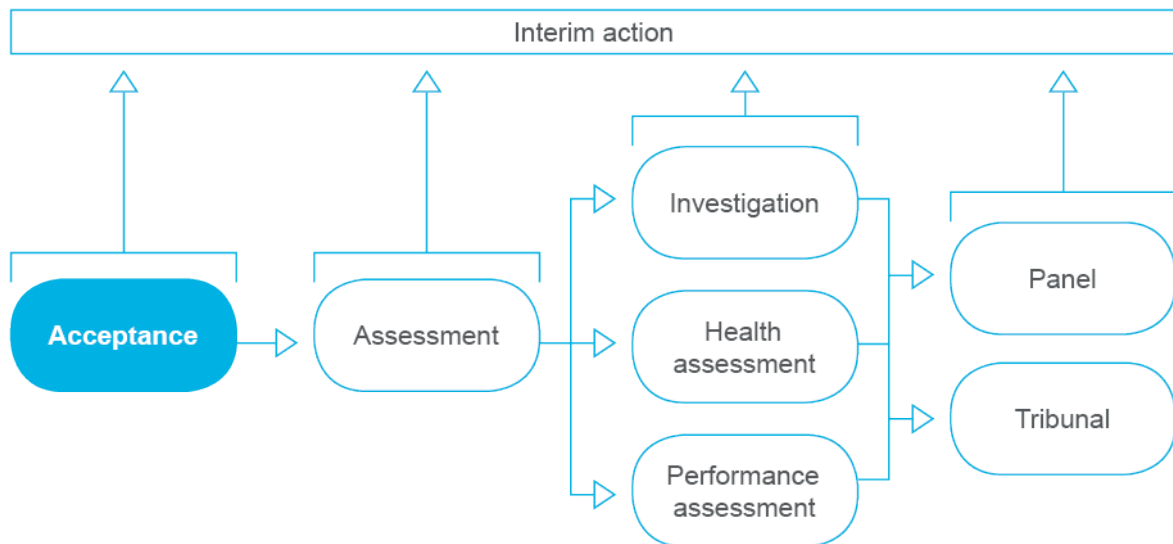 Interim action
Acceptance
Assessment
Investigation
Health
assessment
Performance
assessment
Panel
Tribunal